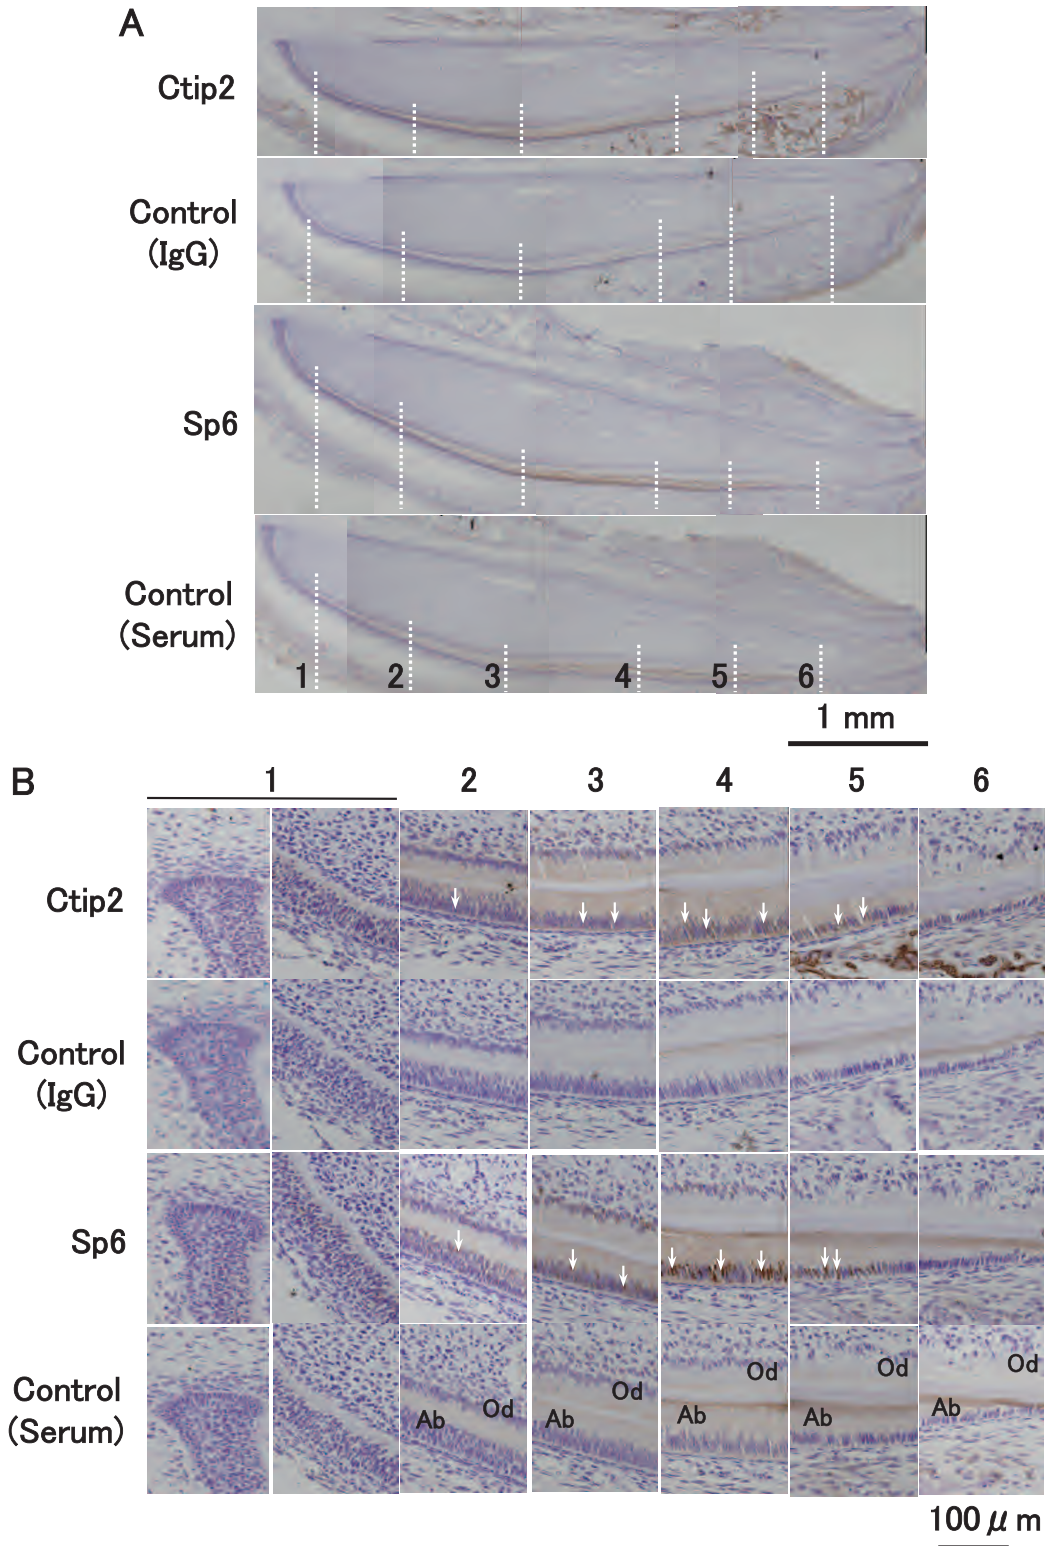 A
Ctip2
Control
(IgG)
Sp6
Control
(Serum)
1 2 3 4 5 6
1 mm
B
1 2 3 4 5 6
Ctip2
Control
(IgG)
Sp6
Control
(Serum)
Ab Od Ab Od Ab Od Ab Od Ab Od
100 μm